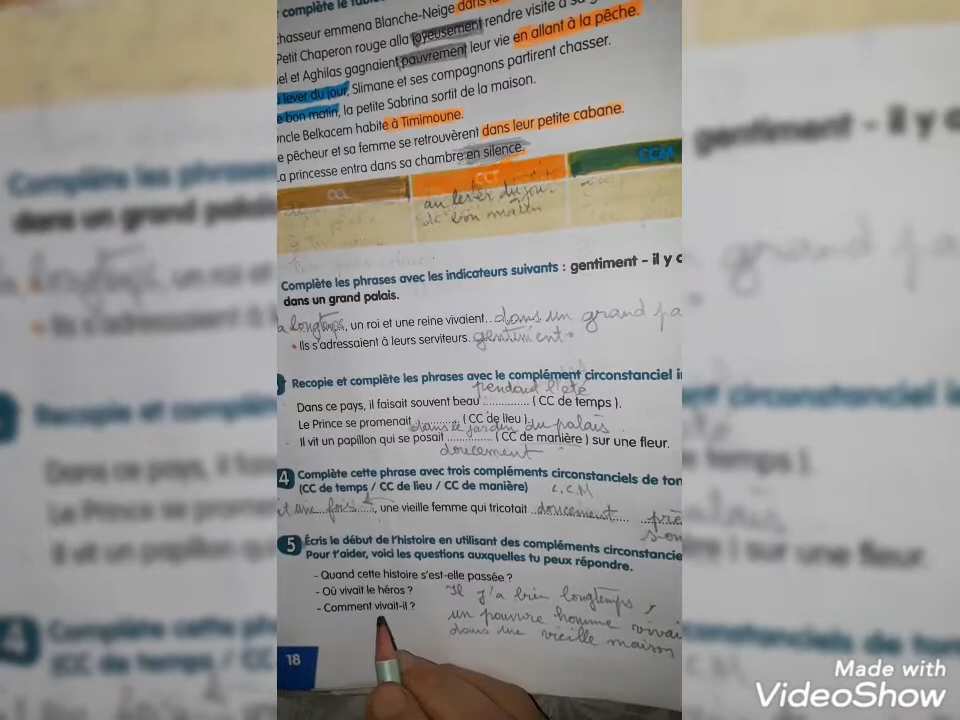 complète le
chasseur emmena Blanche-Neige dans
Petit Chaperon rouge alla joyeusement rendre visite à
el et Aghilas gagnaient pauvrement leur vie en allant à la pêche.
lever du jour, Slimane et ses compagnons partirent chasser.
e bon matin, la petite Sabrina sortit de la maison.
ncle Belkacem habite à Timimoune.
e pêcheur et sa femme se retrouvèrent dans leur petite cabane.
La princesse entra dans sa chambre en silence.
CCL CCT CCM
au lever du jour
de bon matin
Complète les phrases avec les indicateurs suivants : gentiment - il y a
dans un grand palais.
a longtemps, un roi et une reine vivaient dans un grand pa
• Ils s'adressaient à leurs serviteurs. gentiment.
Recopie et complète les phrases avec le complément circonstanciel i
pendant l'été
Dans ce pays, il faisait souvent beau .............. ( CC de temps ).
Le Prince se promenait ............ ( CC de lieu ).
dans le jardin du palais
Il vit un papillon qui se posait ............ ( CC de manière ) sur une fleur.
doucement
4 Complète cette phrase avec trois compléments circonstanciels de ton
(CC de temps / CC de lieu / CC de manière)
C.C.M
it une fois, une vieille femme qui tricotait doucement près
son
5 Écris le début de l'histoire en utilisant des compléments circonstancie
Pour t'aider, voici les questions auxquelles tu peux répondre.
- Quand cette histoire s'est-elle passée ?
- Où vivait le héros ?
- Comment vivait-il ?
Il y'a bien longtemps,
un pauvre homme vivai
dans une vieille maison
18
Made with
VideoShow